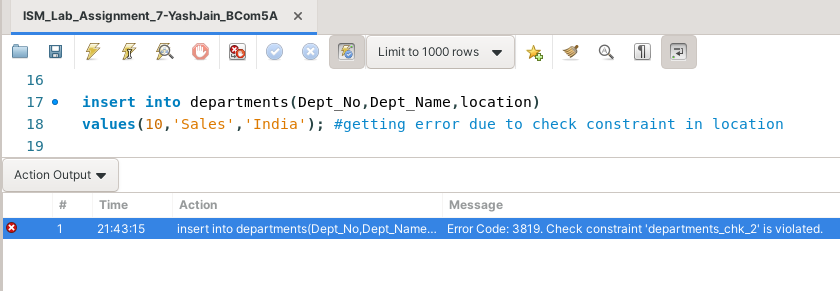 ISM_Lab_Assignment_7-YashJain_BCom5A
Limit to 1000 rows
16
17 insert into departments(Dept_No,Dept_Name,location)
18 values(10,'Sales','India'); #getting error due to check constraint in location
19
Action Output
# Time Action Message
1 21:43:15 insert into departments(Dept_No,Dept_Name... Error Code: 3819. Check constraint 'departments_chk_2' is violated.